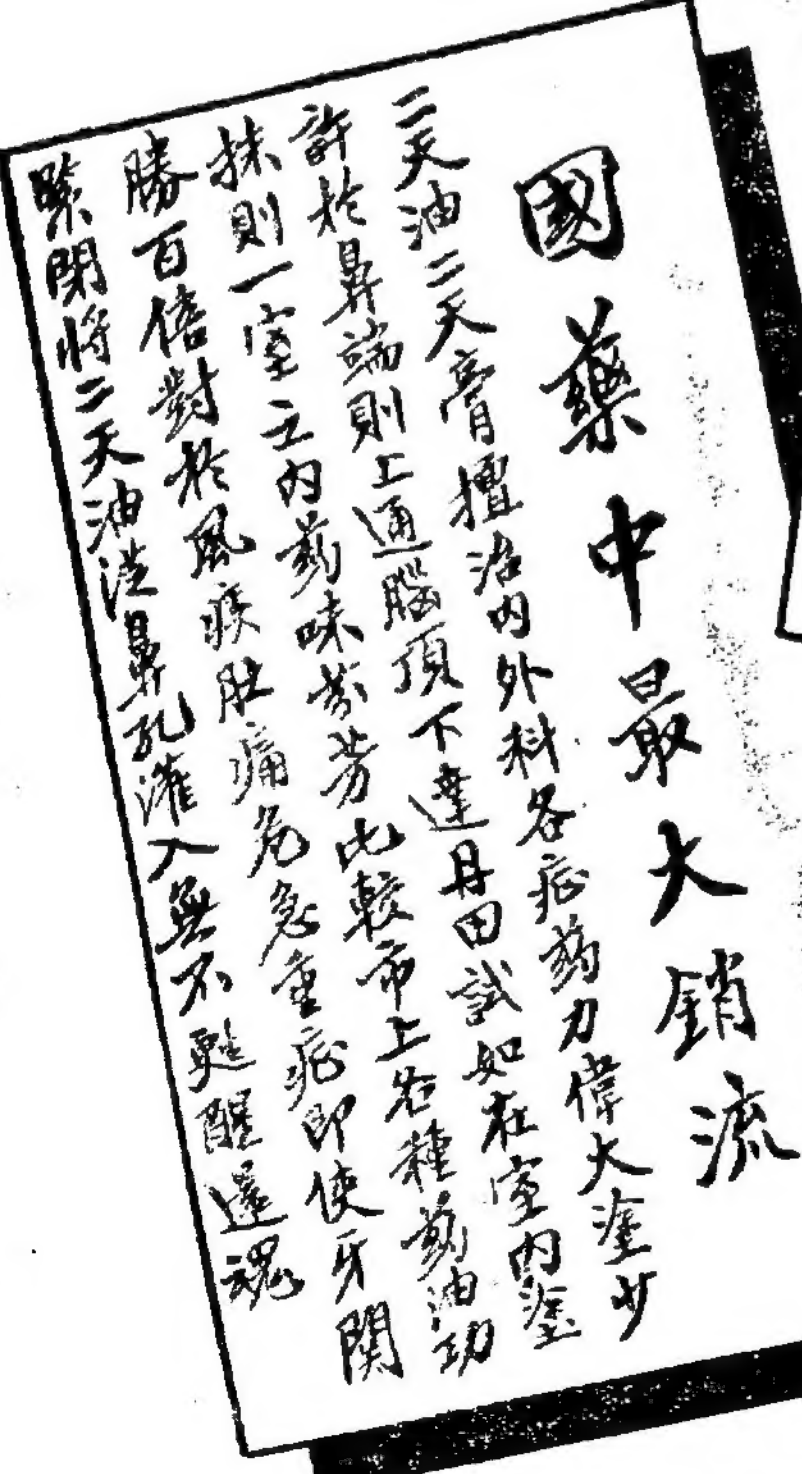 國藥中最大銷流
二天油二天膏擅治內外科各症药力偉大塗少
許於鼻端則上通腦頂下達丹田試如在室內塗
抹則一室之內药味芬芳比較市上各種药油功
勝百倍對於風痰肚痛危急重症即使牙関
緊閉將二天油從鼻孔灌入無不甦醒還魂